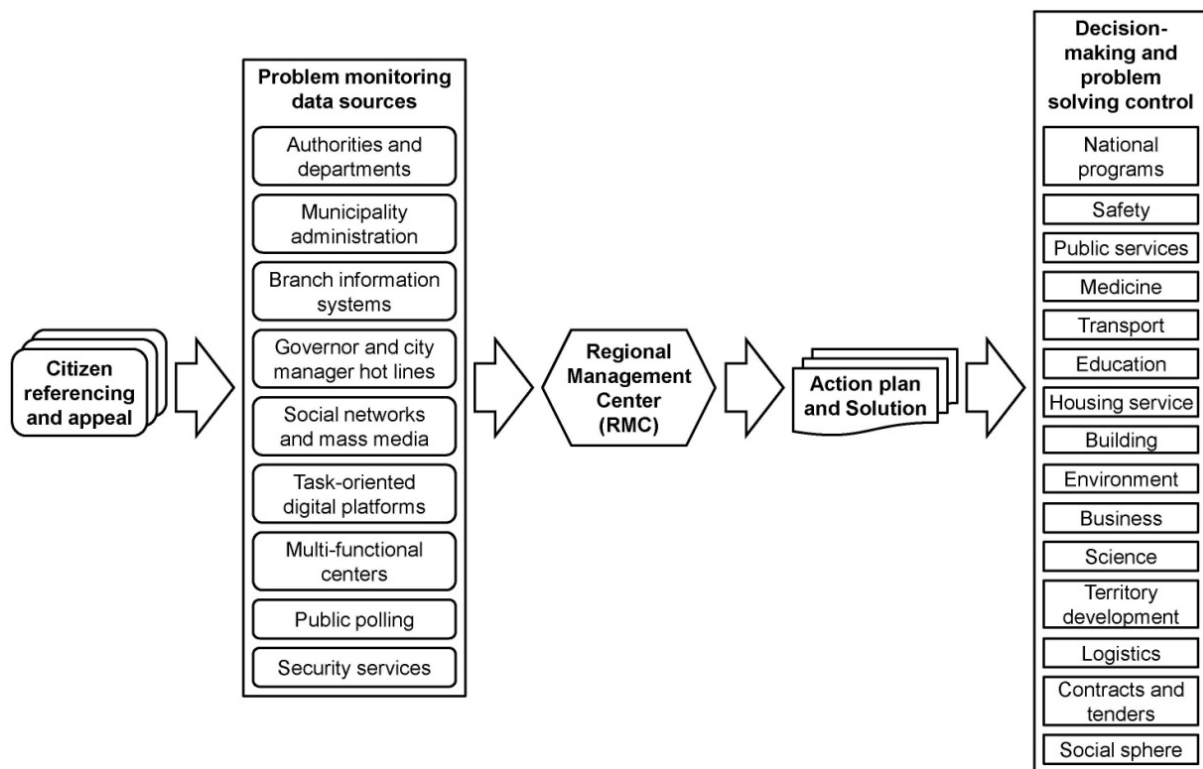 Citizen
referencing
and appeal
Problem monitoring
data sources
Authorities and
departments
Municipality
administration
Branch information
systems
Governor and city
manager hot lines
Social networks
and mass media
Task-oriented
digital platforms
Multi-functional
centers
Public polling
Security services
Regional
Management
Center
(RMC)
Action plan
and Solution
Decision-
making and
problem
solving control
National
programs
Safety
Public services
Medicine
Transport
Education
Housing service
Building
Environment
Business
Science
Territory
development
Logistics
Contracts and
tenders
Social sphere